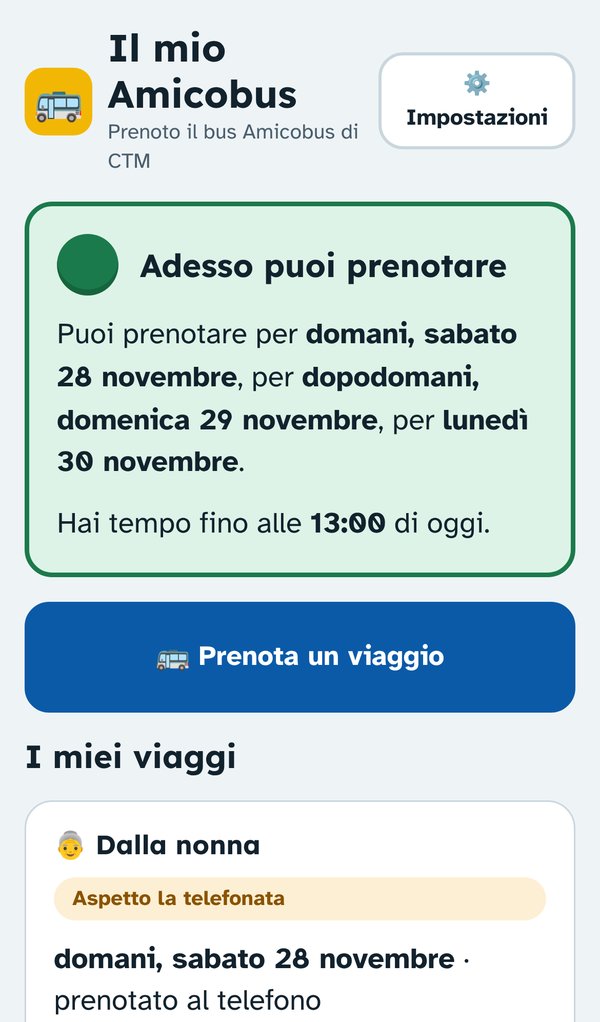 Il mio
Amicobus
Prenoto il bus Amicobus di
CTM
Impostazioni
Adesso puoi prenotare
Puoi prenotare per domani, sabato
28 novembre, per dopodomani,
domenica 29 novembre, per lunedì
30 novembre.
Hai tempo fino alle 13:00 di oggi.
Prenota un viaggio
I miei viaggi
Dalla nonna
Aspetto la telefonata
domani, sabato 28 novembre ·
prenotato al telefono